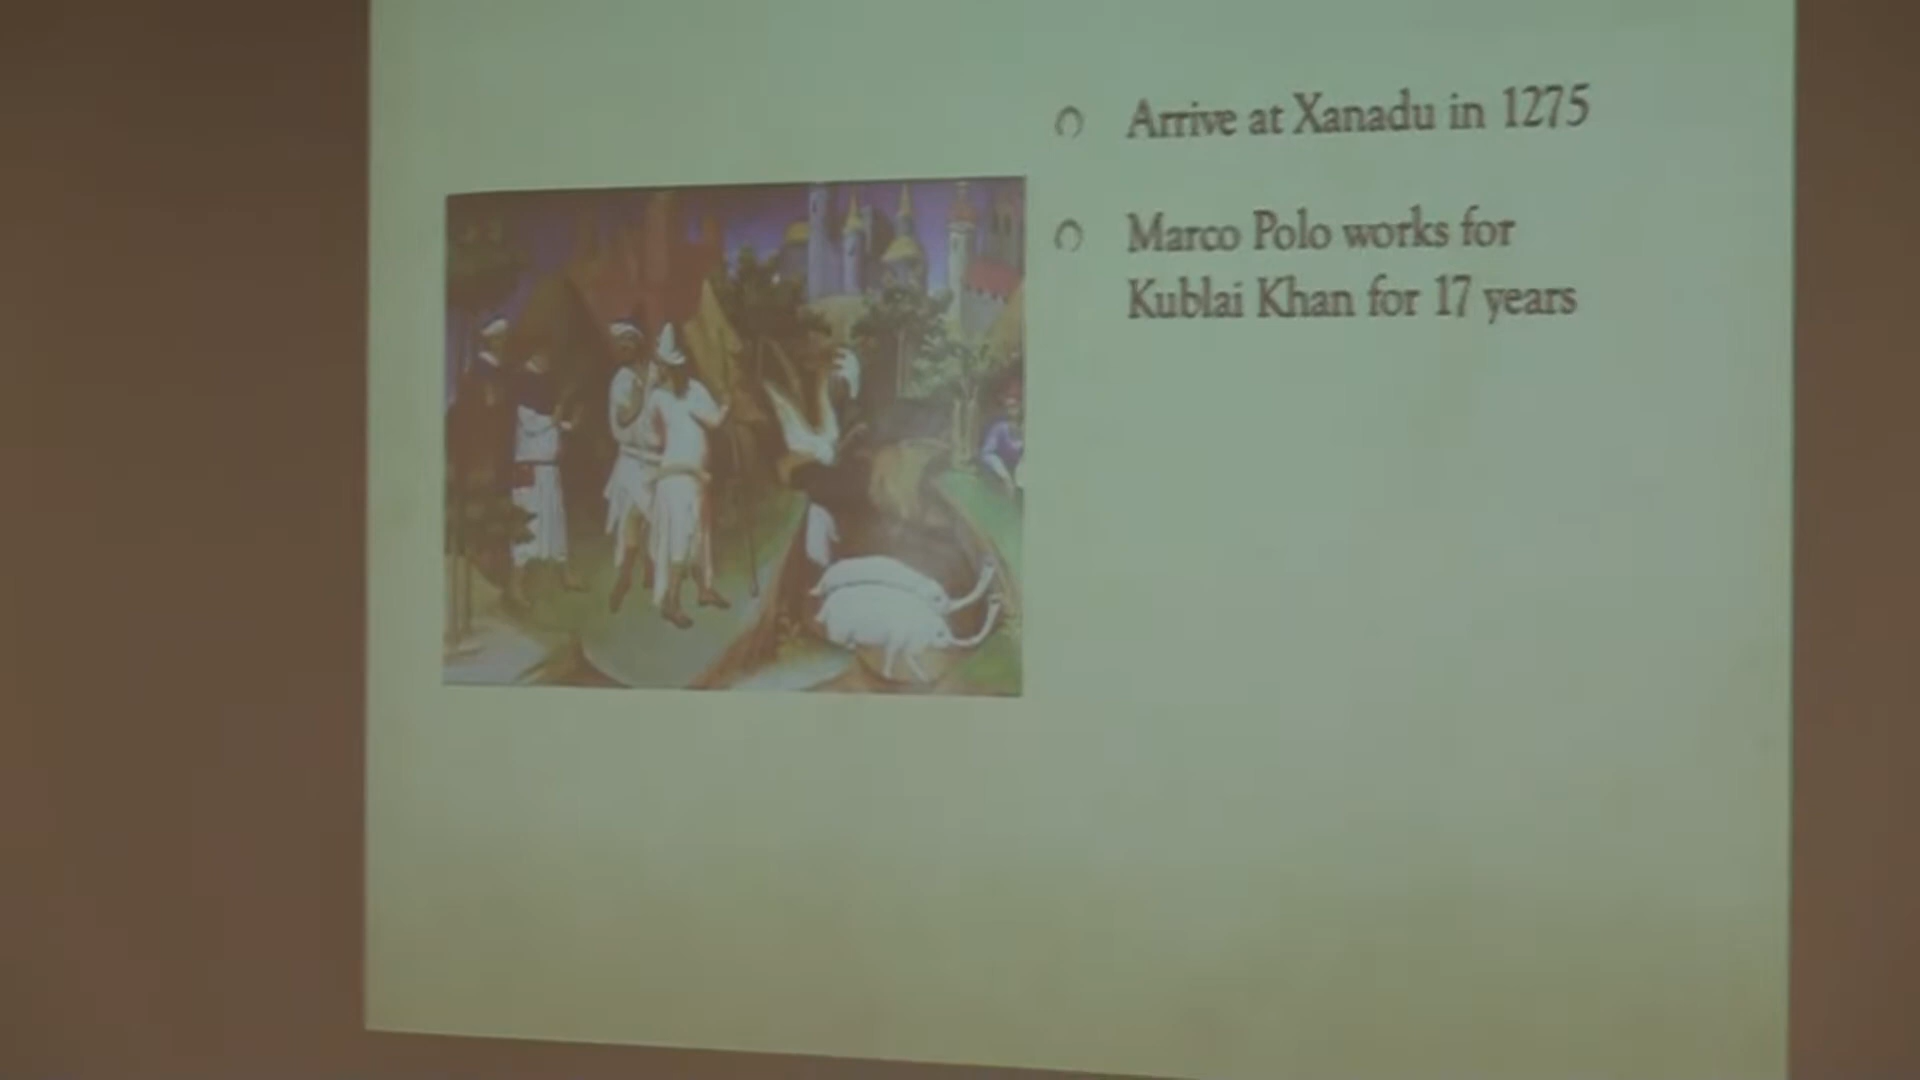 Arrive at Xanadu in 1275
Marco Polo works for
Kublai Khan for 17 years